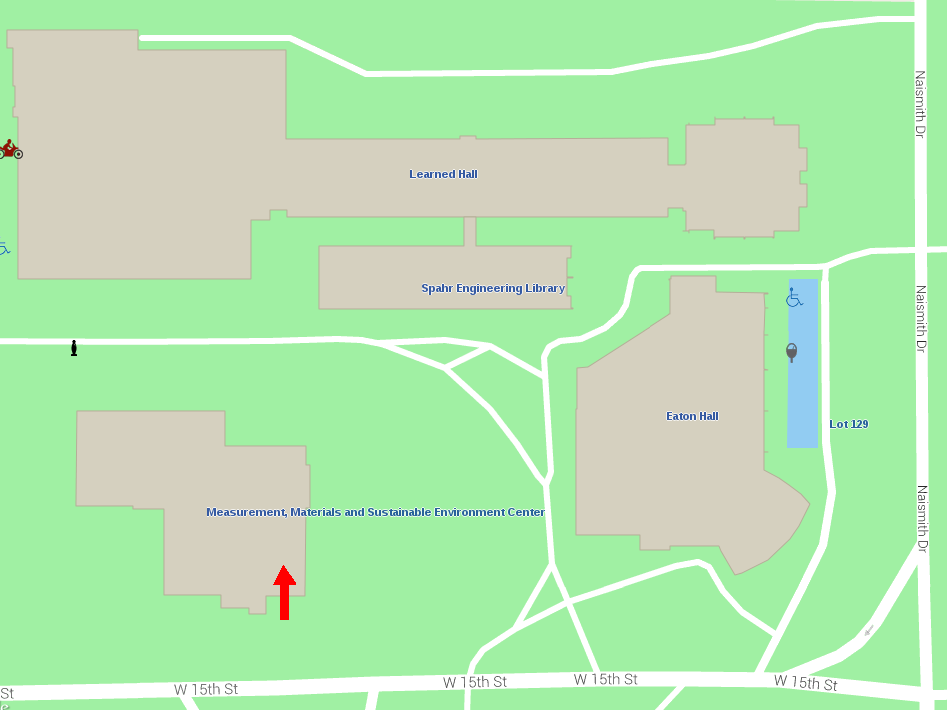 Naismith Dr
Learned Hall
Spahr Engineering Library
Naismith Dr
Eaton Hall
Lot 129
Measurement, Materials and Sustainable Environment Center
Naismith Dr
St
W 15th St
W 15th St
W 15th St
W 15th St